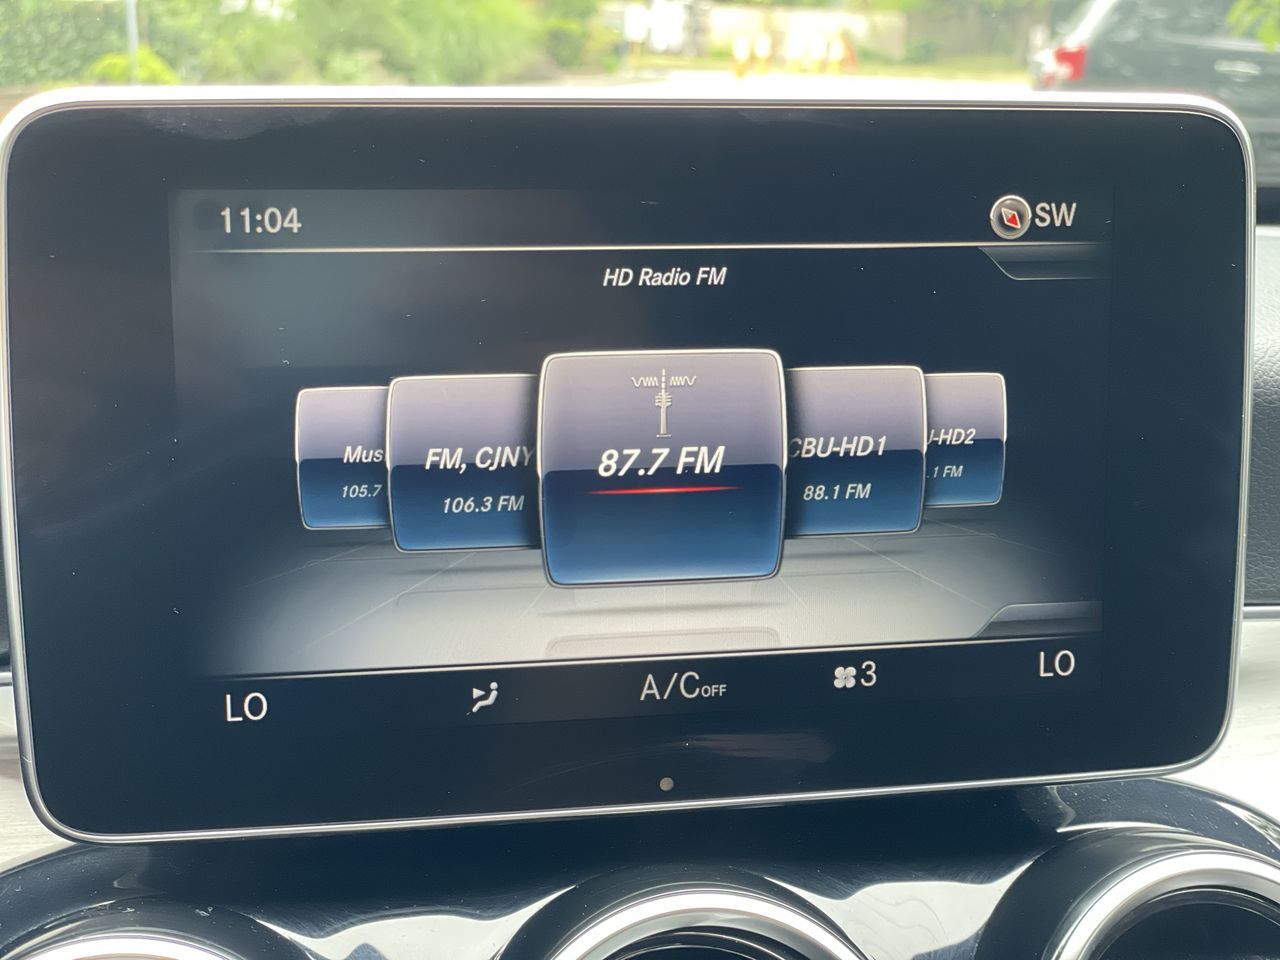 11:04
SW
HD Radio FM
Mus
105.7
FM, CJNY
106.3 FM
87.7 FM
CBU-HD1
88.1 FM
J-HD2
.1 FM
LO
A/C OFF
3
LO